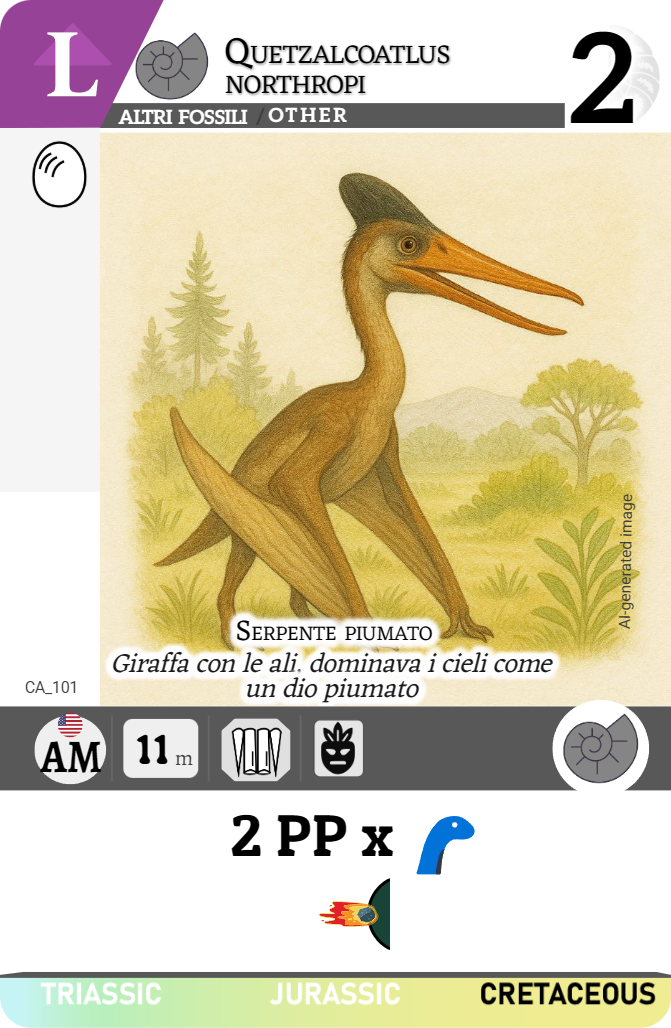 L
QUETZALCOATLUS
NORTHROPI
2
ALTRI FOSSILI / OTHER
AI-generated image
SERPENTE PIUMATO
Giraffa con le ali, dominava i cieli come
un dio piumato
CA_101
AM
11 m
2 PP x
TRIASSIC JURASSIC CRETACEOUS